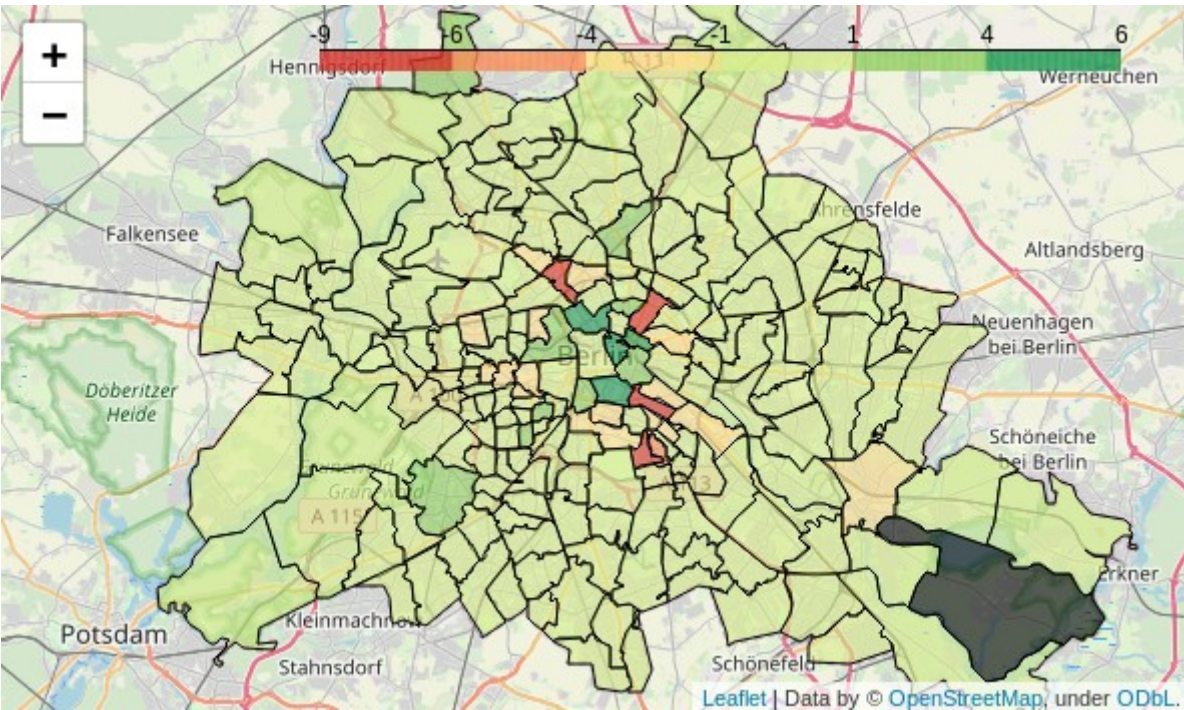 +
−
-9 -6 -4 -1 1 4 6
Hennigsdorf
Werneuchen
Ahrensfelde
Falkensee
Altlandsberg
Neuenhagen
bei Berlin
Berlin
Döberitzer
Heide
Schöneiche
bei Berlin
Grunewald
A 115
Erkner
Kleinmachnow
Potsdam
Stahnsdorf
Schönefeld
Leaflet | Data by © OpenStreetMap, under ODbL.